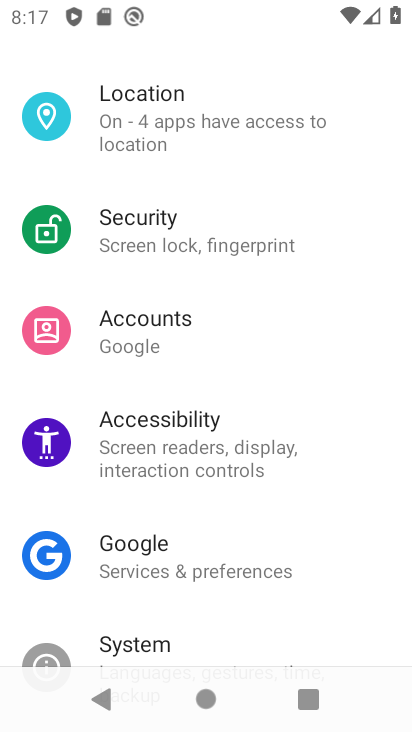 8:17
Location
On - 4 apps have access to
location
Security
Screen lock, fingerprint
Accounts
Google
Accessibility
Screen readers, display,
interaction controls
Google
Services & preferences
System
Languages, gestures, time,
backup